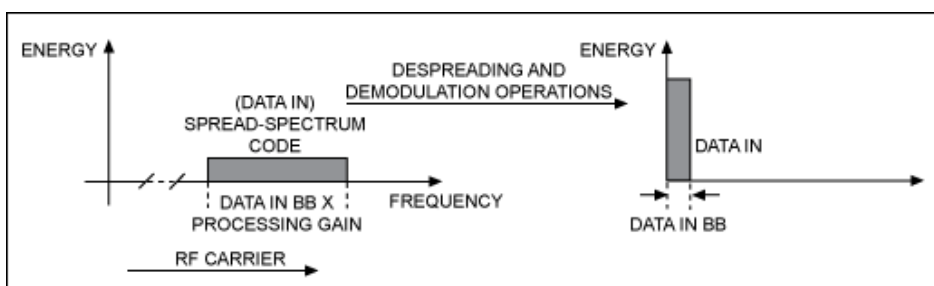 ENERGY
(DATA IN)
SPREAD-SPECTRUM
CODE
DATA IN BB X
PROCESSING GAIN
FREQUENCY
RF CARRIER
DESPREADING AND
DEMODULATION OPERATIONS
ENERGY
DATA IN
DATA IN BB